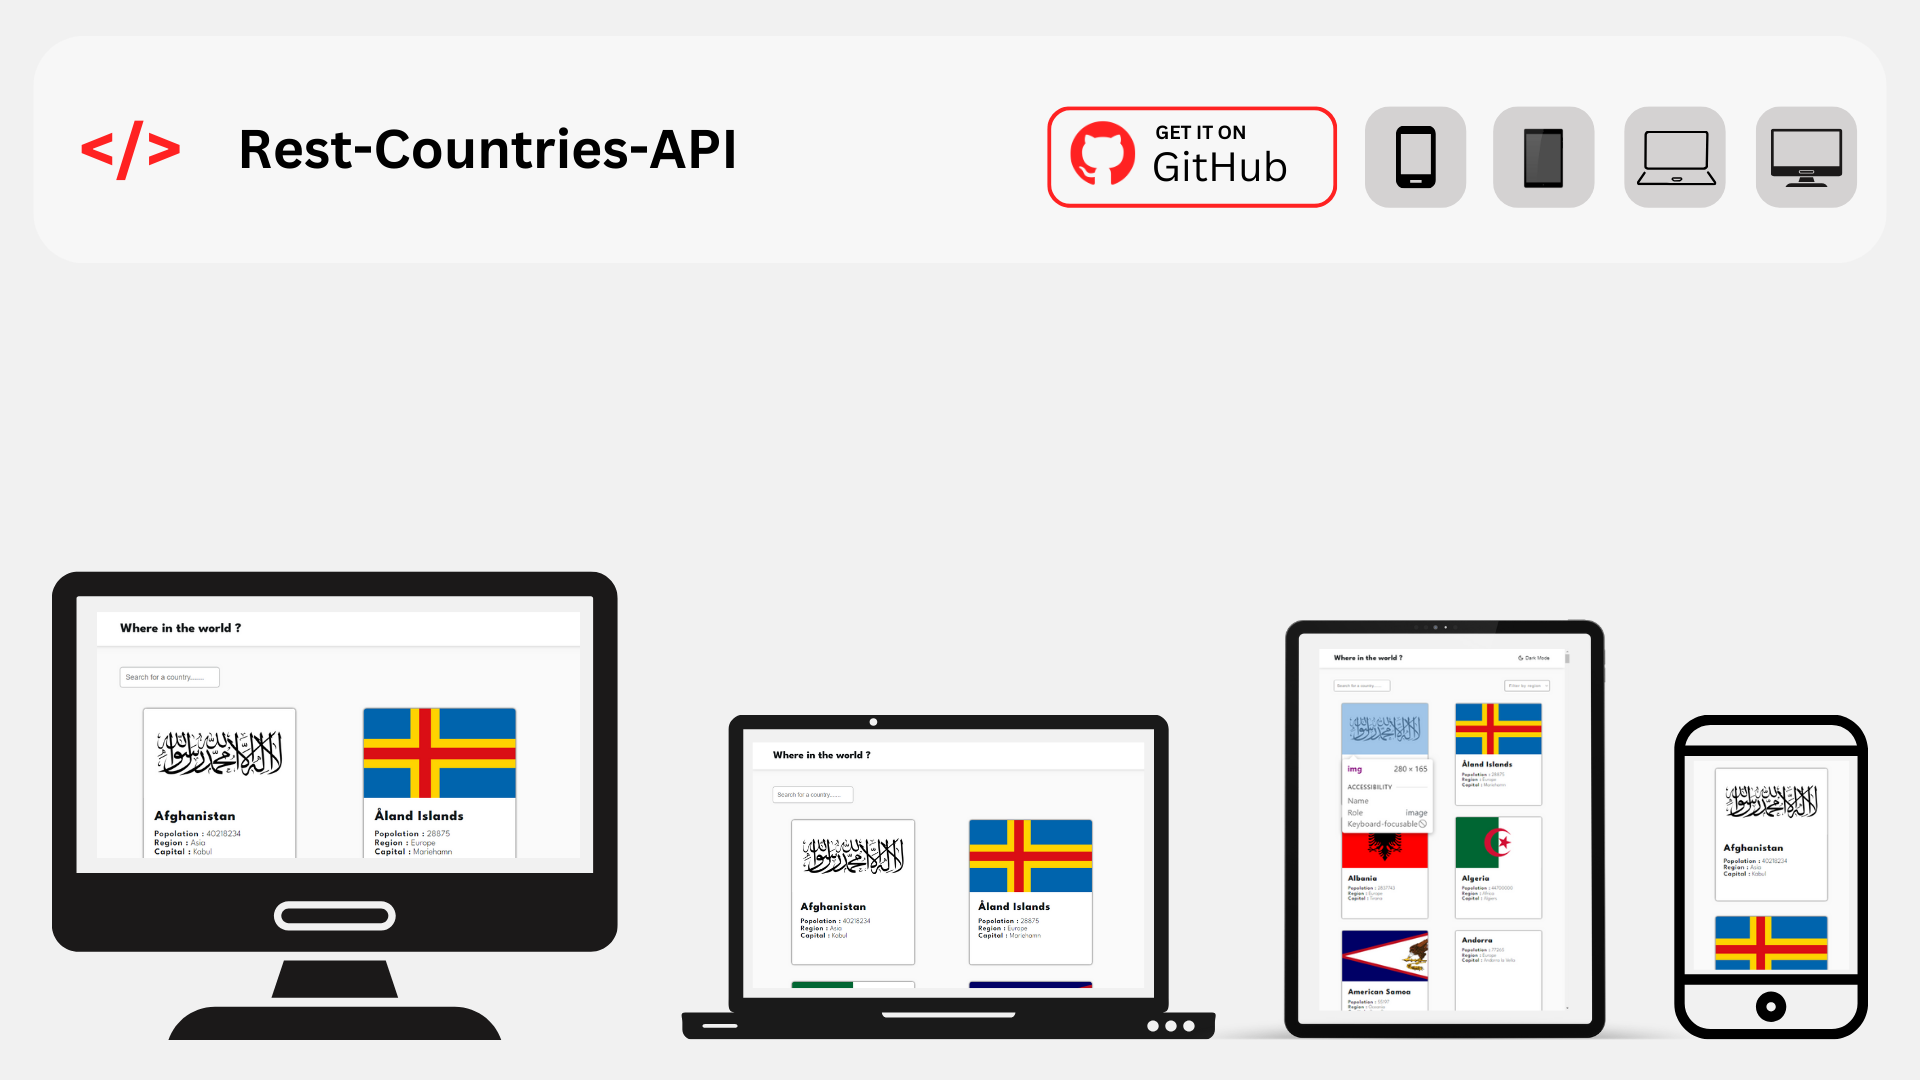 </>
Rest-Countries-API
GET IT ON
GitHub
Where in the world ?
Search for a country.......
Afghanistan
Population : 40218234
Region : Asia
Capital : Kabul
Åland Islands
Population : 28875
Region : Europe
Capital : Mariehamn
Where in the world ?
Search for a country.......
Afghanistan
Population : 40218234
Region : Asia
Capital : Kabul
Åland Islands
Population : 28875
Region : Europe
Capital : Mariehamn
Where in the world ?
Dark Mode
Search for a country.......
Filter by region
img 280 × 165
ACCESSIBILITY
Name
Role image
Keyboard-focusable
Åland Islands
Population : 28875
Region : Europe
Capital : Mariehamn
Albania
Population : 2837743
Region : Europe
Capital : Tirana
Algeria
Population : 44700000
Region : Africa
Capital : Algiers
American Samoa
Population : 55197
Region : Oceania
Andorra
Population : 77265
Region : Europe
Capital : Andorra la Vella
Afghanistan
Population : 40218234
Region : Asia
Capital : Kabul